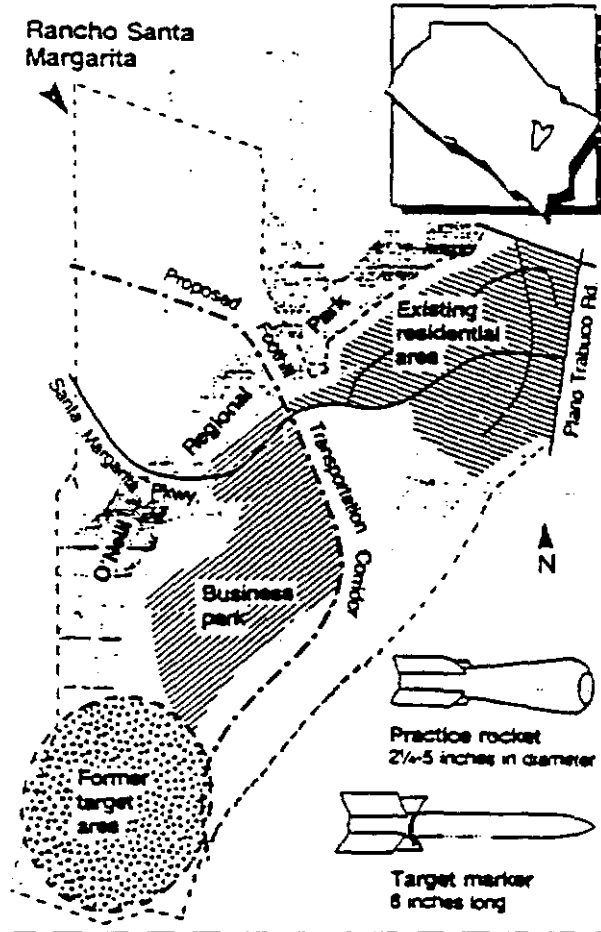 Rancho Santa
Margarita
Proposed
Foothill
Transportation
Corridor
O'Neill
Regional
Park
Existing
residential
area
Plano Trabuco Rd.
Santa
Margarita
Pkwy.
N
Business
park
Former
target
area
Practice rocket
2¼-5 inches in diameter
Target marker
6 inches long